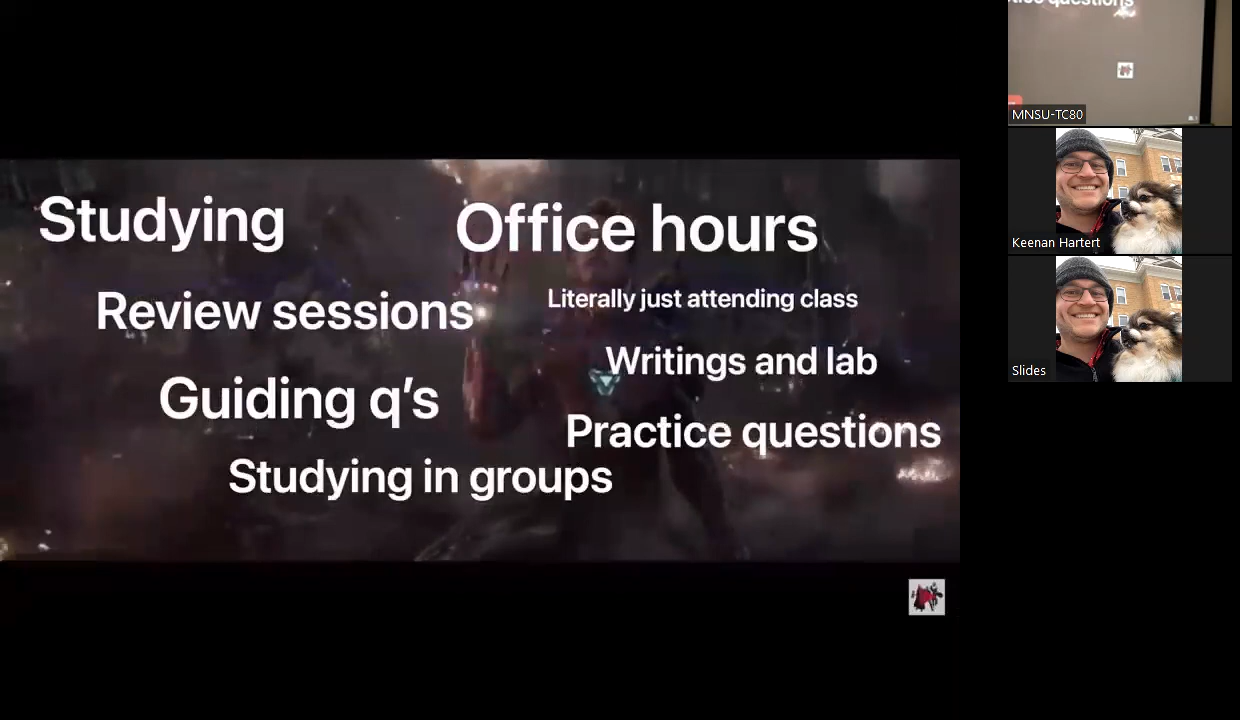 Studying
Office hours
Review sessions
Literally just attending class
Writings and lab
Guiding q’s
Practice questions
Studying in groups
questions
MNSU-TC80
Keenan Hartert
Slides